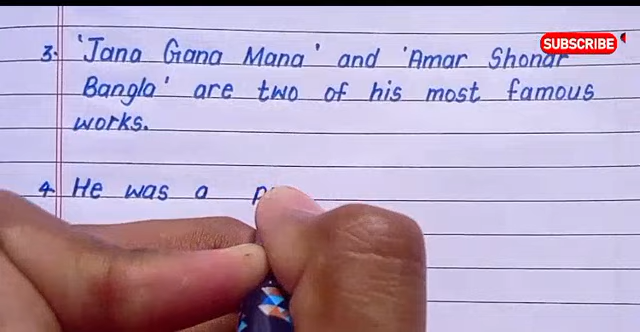 SUBSCRIBE
3. 'Jana Gana Mana' and 'Amar Shonar
Bangla' are two of his most famous
works.
4. He was a